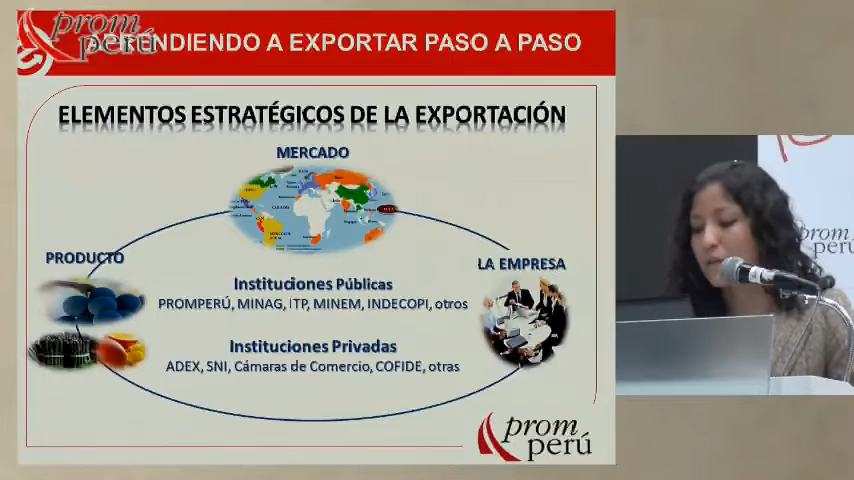 prom
perú
APRENDIENDO A EXPORTAR PASO A PASO
ELEMENTOS ESTRATÉGICOS DE LA EXPORTACIÓN
MERCADO
PRODUCTO
LA EMPRESA
Instituciones Públicas
PROMPERÚ, MINAG, ITP, MINEM, INDECOPI, otros
Instituciones Privadas
ADEX, SNI, Cámaras de Comercio, COFIDE, otras
prom
perú
prom
perú